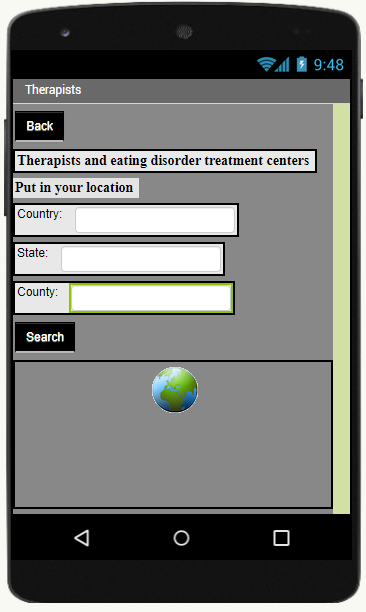 9:48
Therapists
Back
Therapists and eating disorder treatment centers
Put in your location
Country:
State:
County:
Search